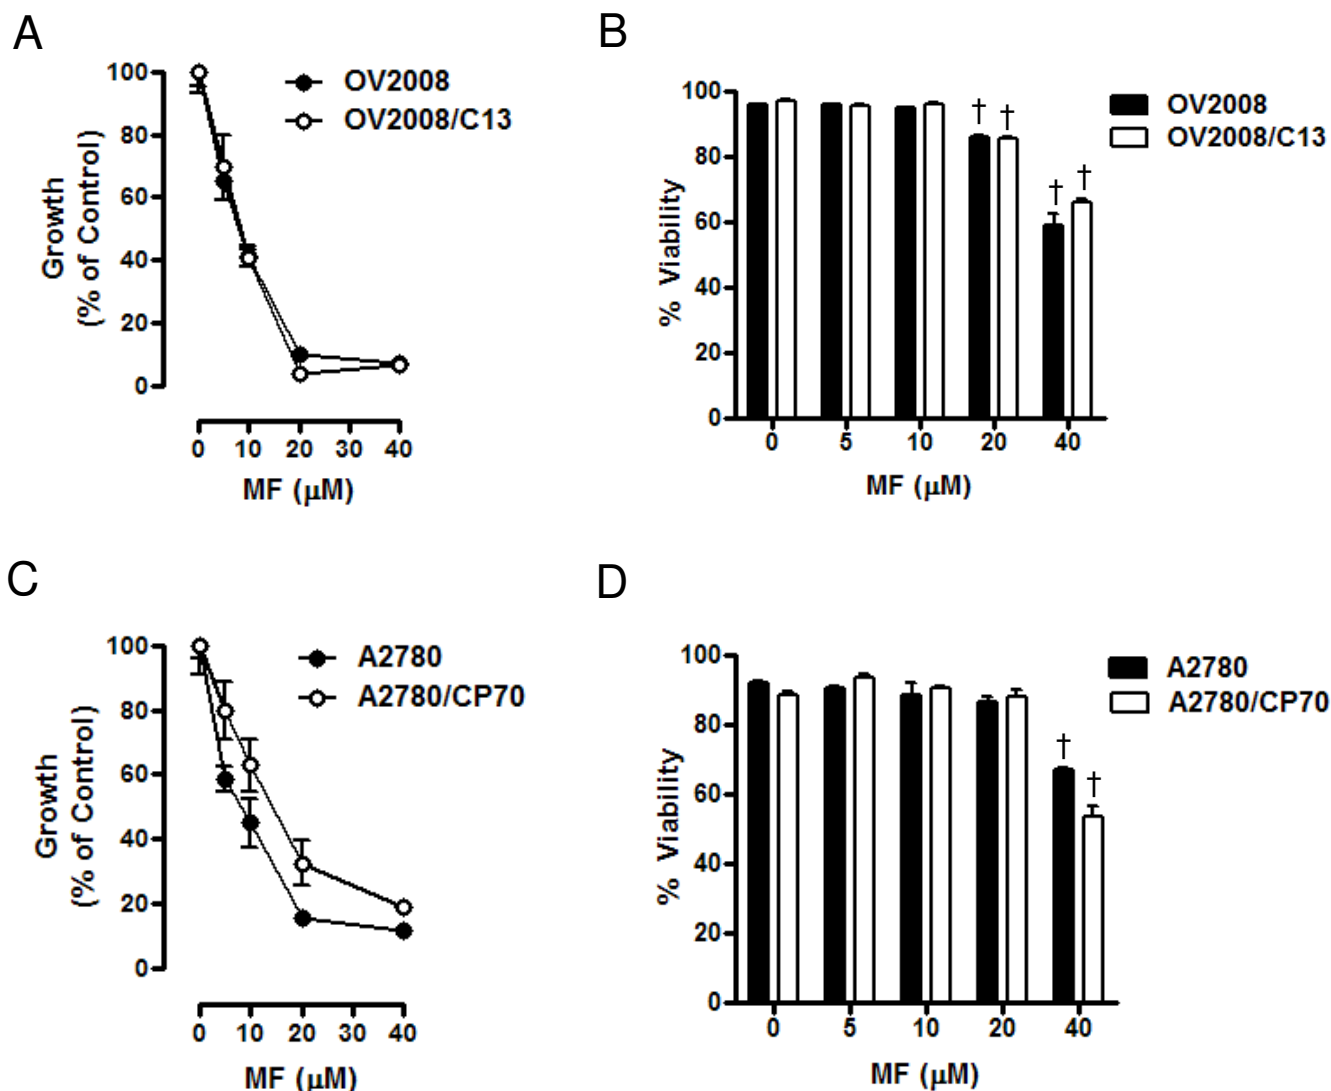 A
100
80
60
40
20
0
Growth
(% of Control)
OV2008
OV2008/C13
0 10 20 30 40
MF (µM)
B
100
80
60
40
20
0
% Viability
† † † †
OV2008
OV2008/C13
0 5 10 20 40
MF (µM)
C
100
80
60
40
20
0
Growth
(% of Control)
A2780
A2780/CP70
0 10 20 30 40
MF (µM)
D
100
80
60
40
20
0
% Viability
† †
A2780
A2780/CP70
0 5 10 20 40
MF (µM)